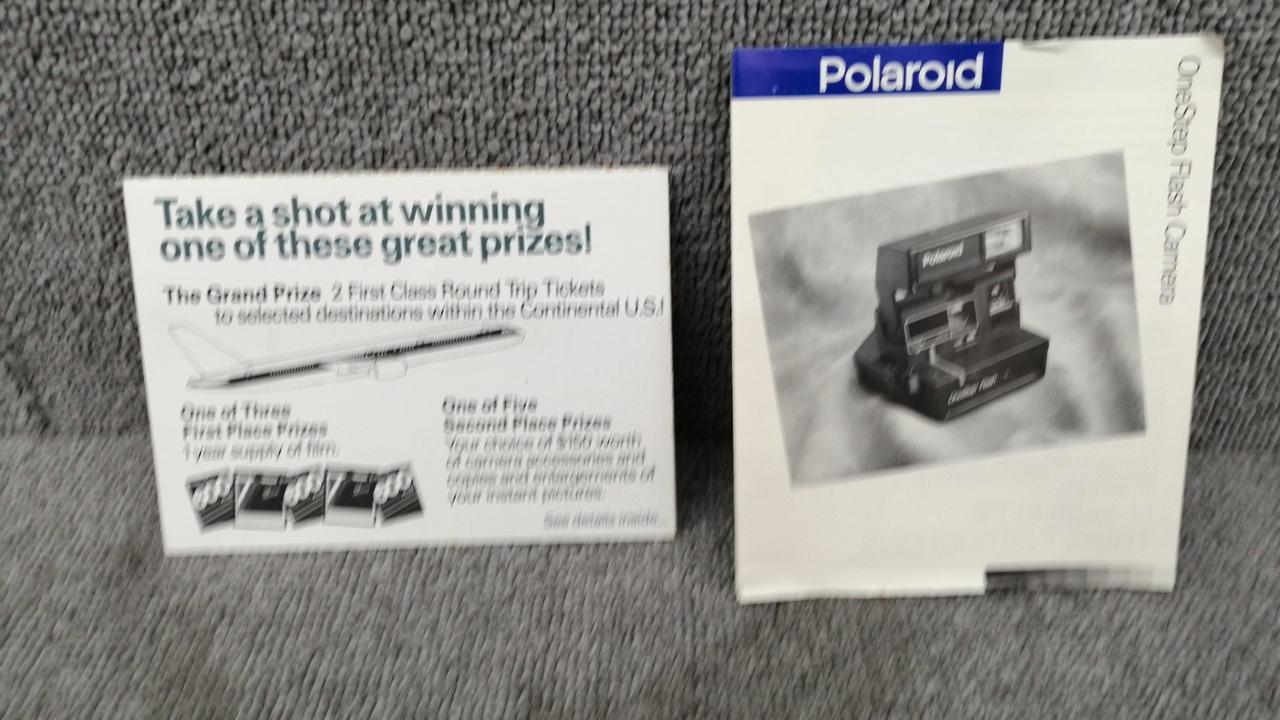 Take a shot at winning
one of these great prizes!
The Grand Prize 2 First Class Round Trip Tickets
to selected destinations within the Continental U.S.!
One of Three
First Place Prizes
1 year supply of film.
One of Five
Second Place Prizes
Your choice of $150 worth
of camera accessories and
copies and enlargements of
your instant pictures.
See details inside...
Polaroid
OneStep Flash Camera
Polaroid
OneStep Flash